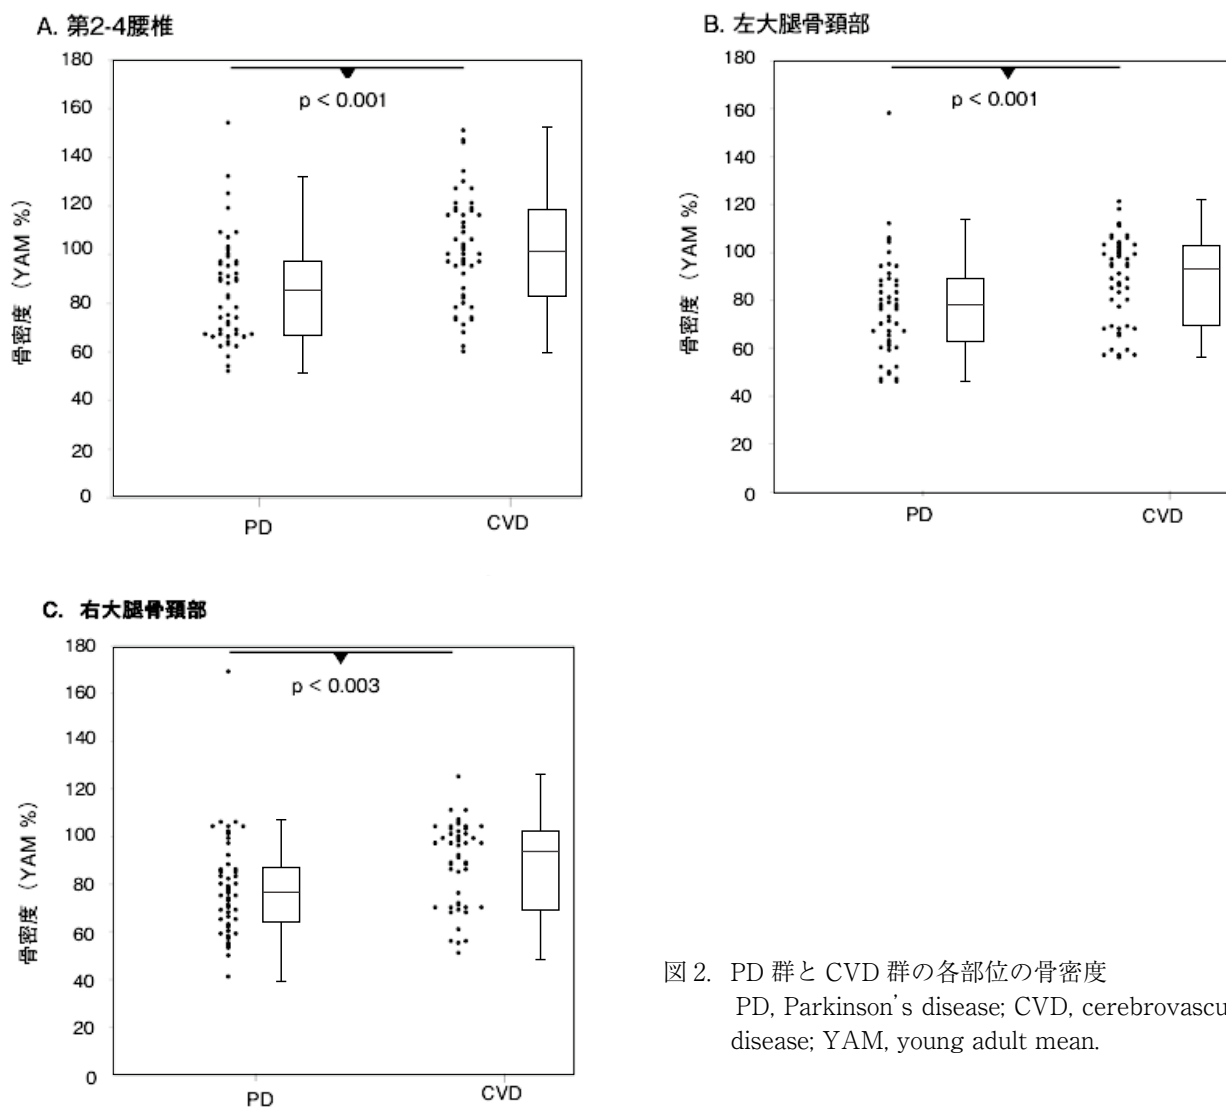 A. 第2-4腰椎
180
160
140
120
100
80
60
40
20
0
骨密度 (YAM %)
p < 0.001
PD
CVD
B. 左大腿骨頚部
180
160
140
120
100
80
60
40
20
0
骨密度 (YAM %)
p < 0.001
PD
CVD
C. 右大腿骨頚部
180
160
140
120
100
80
60
40
20
0
骨密度 (YAM %)
p < 0.003
PD
CVD
図 2. PD 群と CVD 群の各部位の骨密度
PD, Parkinson's disease; CVD, cerebrovascu
disease; YAM, young adult mean.